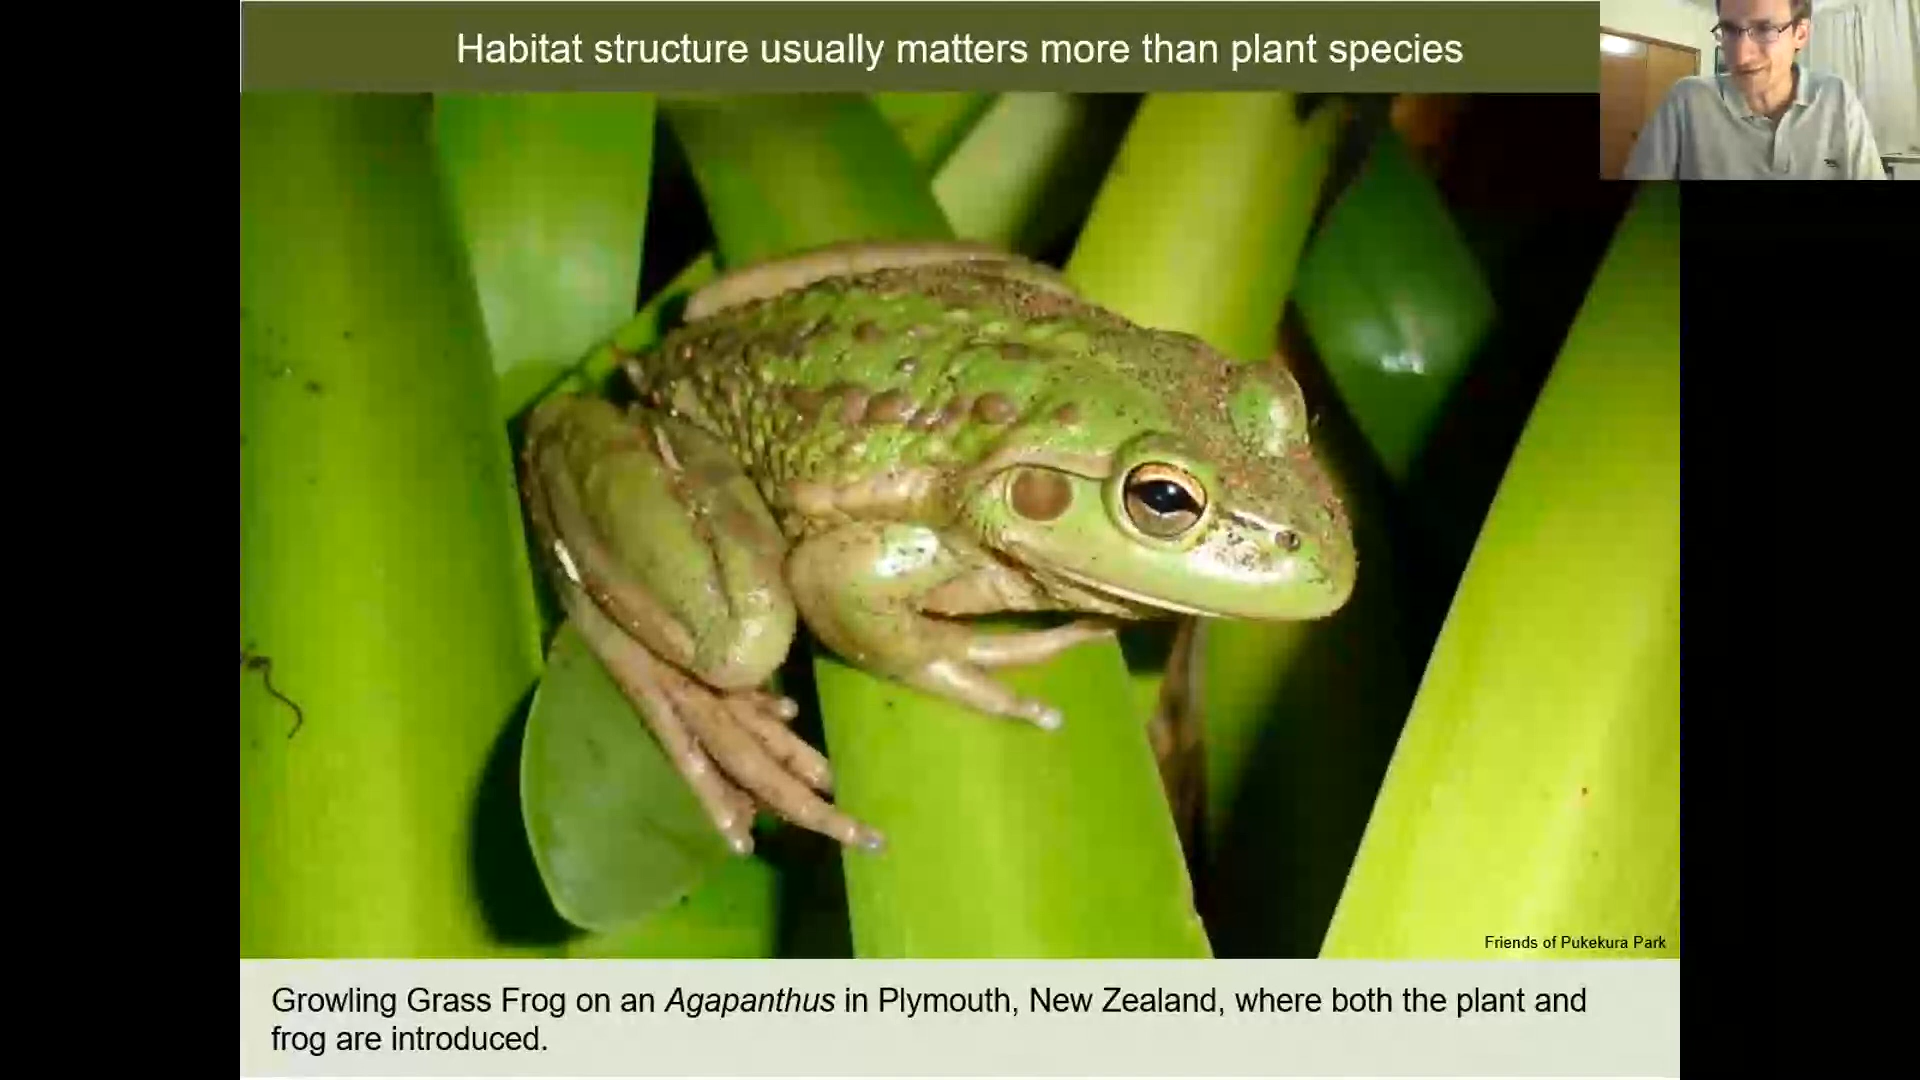 Habitat structure usually matters more than plant species
Friends of Pukekura Park
Growling Grass Frog on an Agapanthus in Plymouth, New Zealand, where both the plant and
frog are introduced.